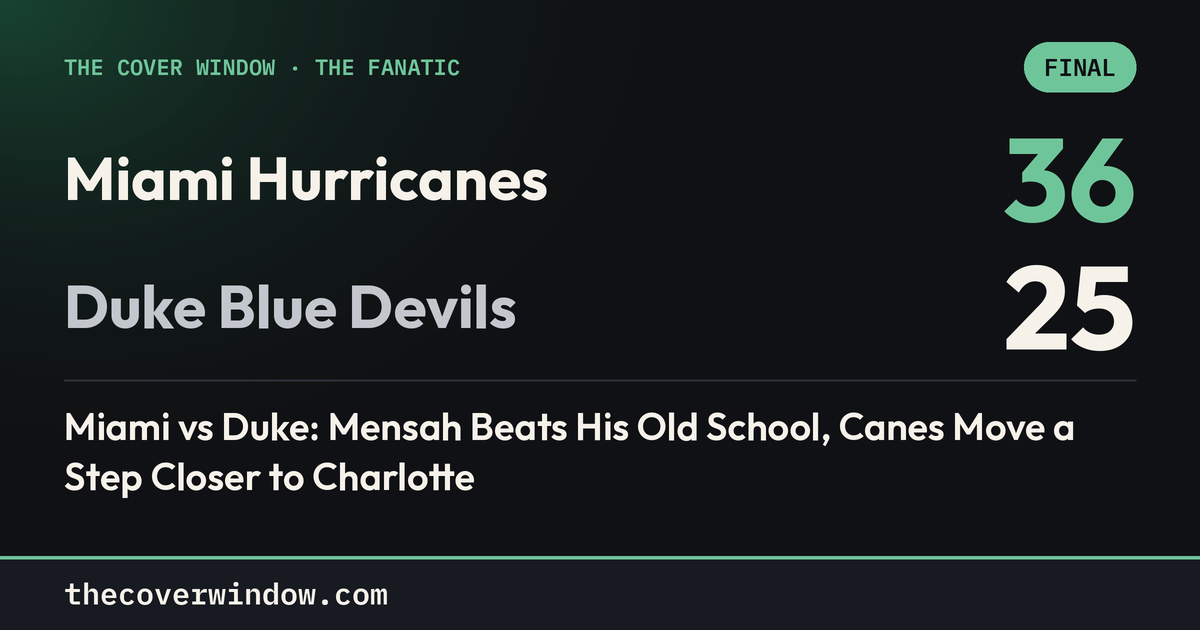 THE COVER WINDOW · THE FANATIC
FINAL
Miami Hurricanes
36
Duke Blue Devils
25
Miami vs Duke: Mensah Beats His Old School, Canes Move a
Step Closer to Charlotte
thecoverwindow.com